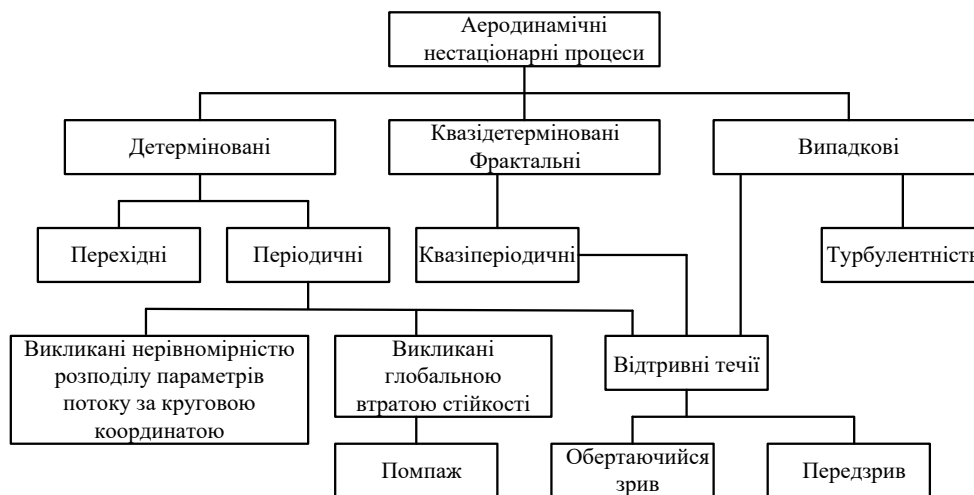 Аеродинамічні
нестаціонарні процеси
Детерміновані
Квазідетерміновані
Фрактальні
Випадкові
Перехідні
Періодичні
Квазіперіодичні
Турбулентність
Викликані нерівномірністю
розподілу параметрів
потоку за круговою
координатою
Викликані
глобальною
втратою стійкості
Відтривні течії
Помпаж
Обертаючийся
зрив
Передзрив